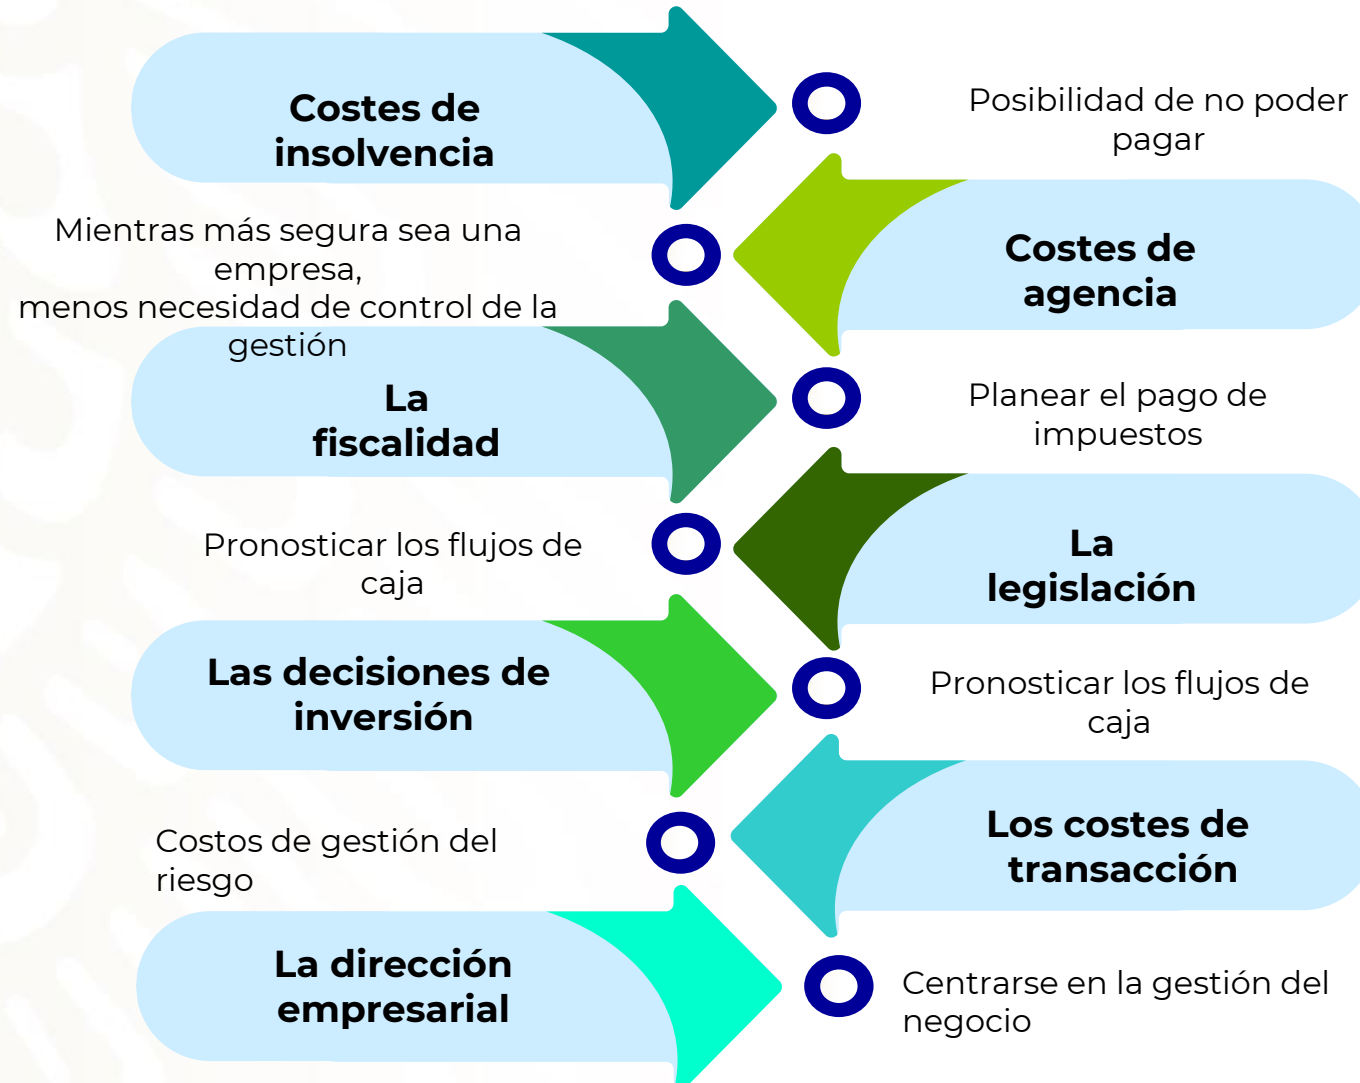 Costes de
insolvencia
Posibilidad de no poder
pagar
Costes de
agencia
Mientras más segura sea una
empresa,
menos necesidad de control de la
gestión
La
fiscalidad
Planear el pago de
impuestos
La
legislación
Pronosticar los flujos de
caja
Las decisiones de
inversión
Pronosticar los flujos de
caja
Los costes de
transacción
Costos de gestión del
riesgo
La dirección
empresarial
Centrarse en la gestión del
negocio